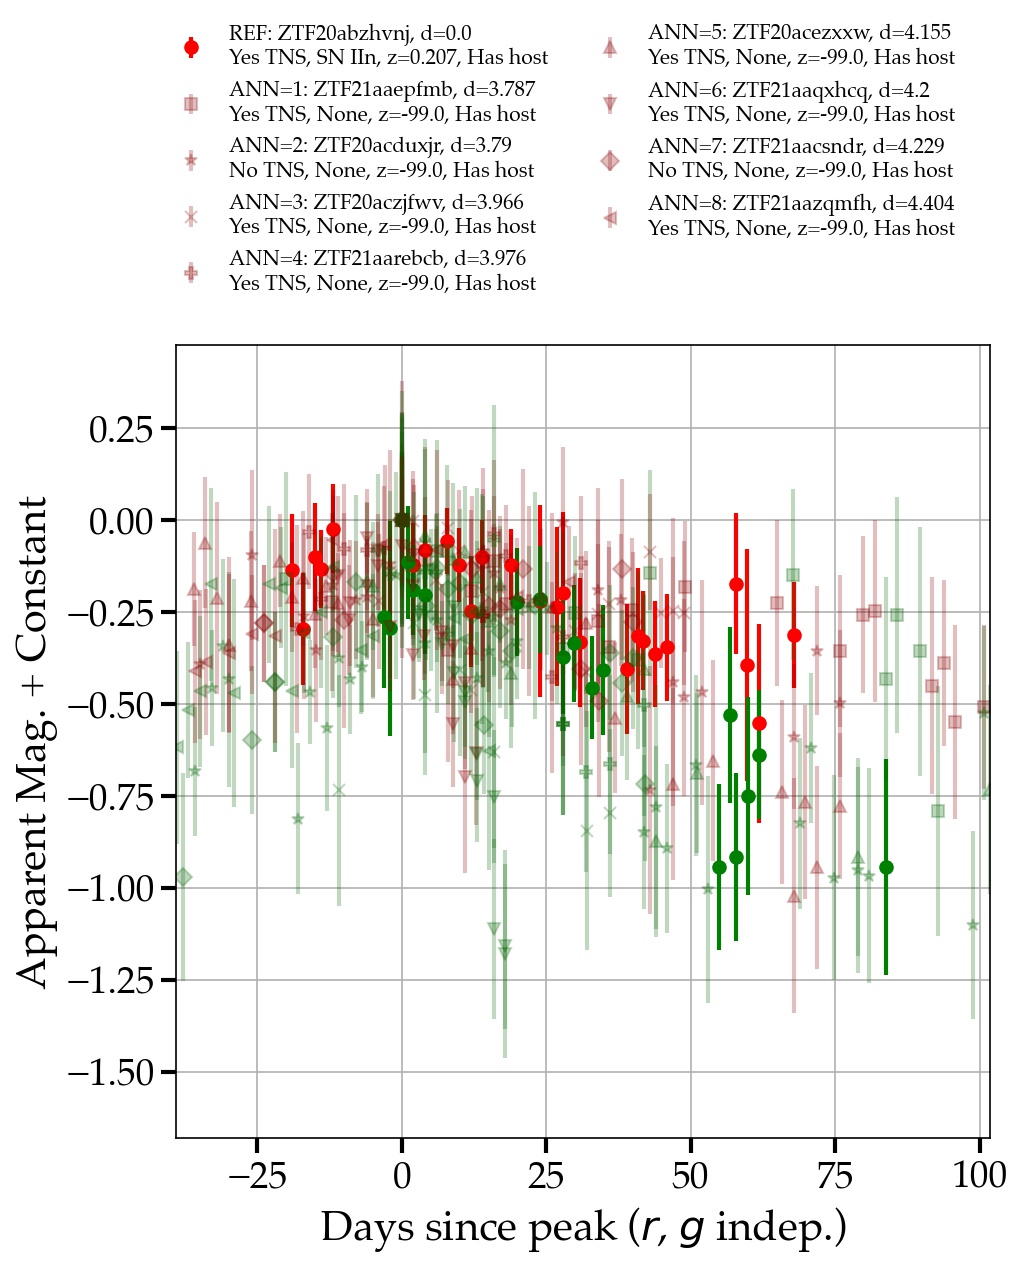 REF: ZTF20abzhvnj, d=0.0
Yes TNS, SN IIn, z=0.207, Has host
ANN=1: ZTF21aaepfmb, d=3.787
Yes TNS, None, z=-99.0, Has host
ANN=2: ZTF20acduxjr, d=3.79
No TNS, None, z=-99.0, Has host
ANN=3: ZTF20aczjfwv, d=3.966
Yes TNS, None, z=-99.0, Has host
ANN=4: ZTF21aarebcb, d=3.976
Yes TNS, None, z=-99.0, Has host
ANN=5: ZTF20acezxxw, d=4.155
Yes TNS, None, z=-99.0, Has host
ANN=6: ZTF21aaqxhcq, d=4.2
Yes TNS, None, z=-99.0, Has host
ANN=7: ZTF21aacsndr, d=4.229
No TNS, None, z=-99.0, Has host
ANN=8: ZTF21aazqmfh, d=4.404
Yes TNS, None, z=-99.0, Has host
Apparent Mag. + Constant
0.25
0.00
−0.25
−0.50
−0.75
−1.00
−1.25
−1.50
−25 0 25 50 75 100
Days since peak (r, g indep.)